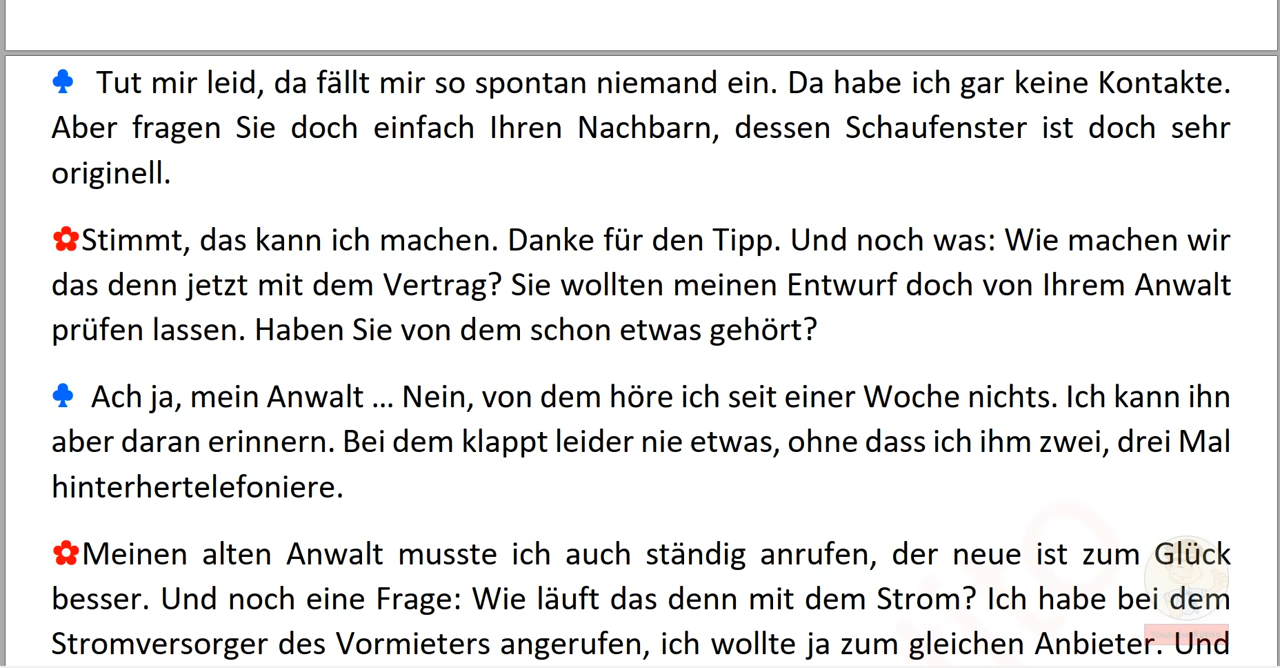 ♣ Tut mir leid, da fällt mir so spontan niemand ein. Da habe ich gar keine Kontakte.
Aber fragen Sie doch einfach Ihren Nachbarn, dessen Schaufenster ist doch sehr
originell.
✿Stimmt, das kann ich machen. Danke für den Tipp. Und noch was: Wie machen wir
das denn jetzt mit dem Vertrag? Sie wollten meinen Entwurf doch von Ihrem Anwalt
prüfen lassen. Haben Sie von dem schon etwas gehört?
♣ Ach ja, mein Anwalt ... Nein, von dem höre ich seit einer Woche nichts. Ich kann ihn
aber daran erinnern. Bei dem klappt leider nie etwas, ohne dass ich ihm zwei, drei Mal
hinterhertelefoniere.
✿Meinen alten Anwalt musste ich auch ständig anrufen, der neue ist zum Glück
besser. Und noch eine Frage: Wie läuft das denn mit dem Strom? Ich habe bei dem
Stromversorger des Vormieters angerufen, ich wollte ja zum gleichen Anbieter. Und